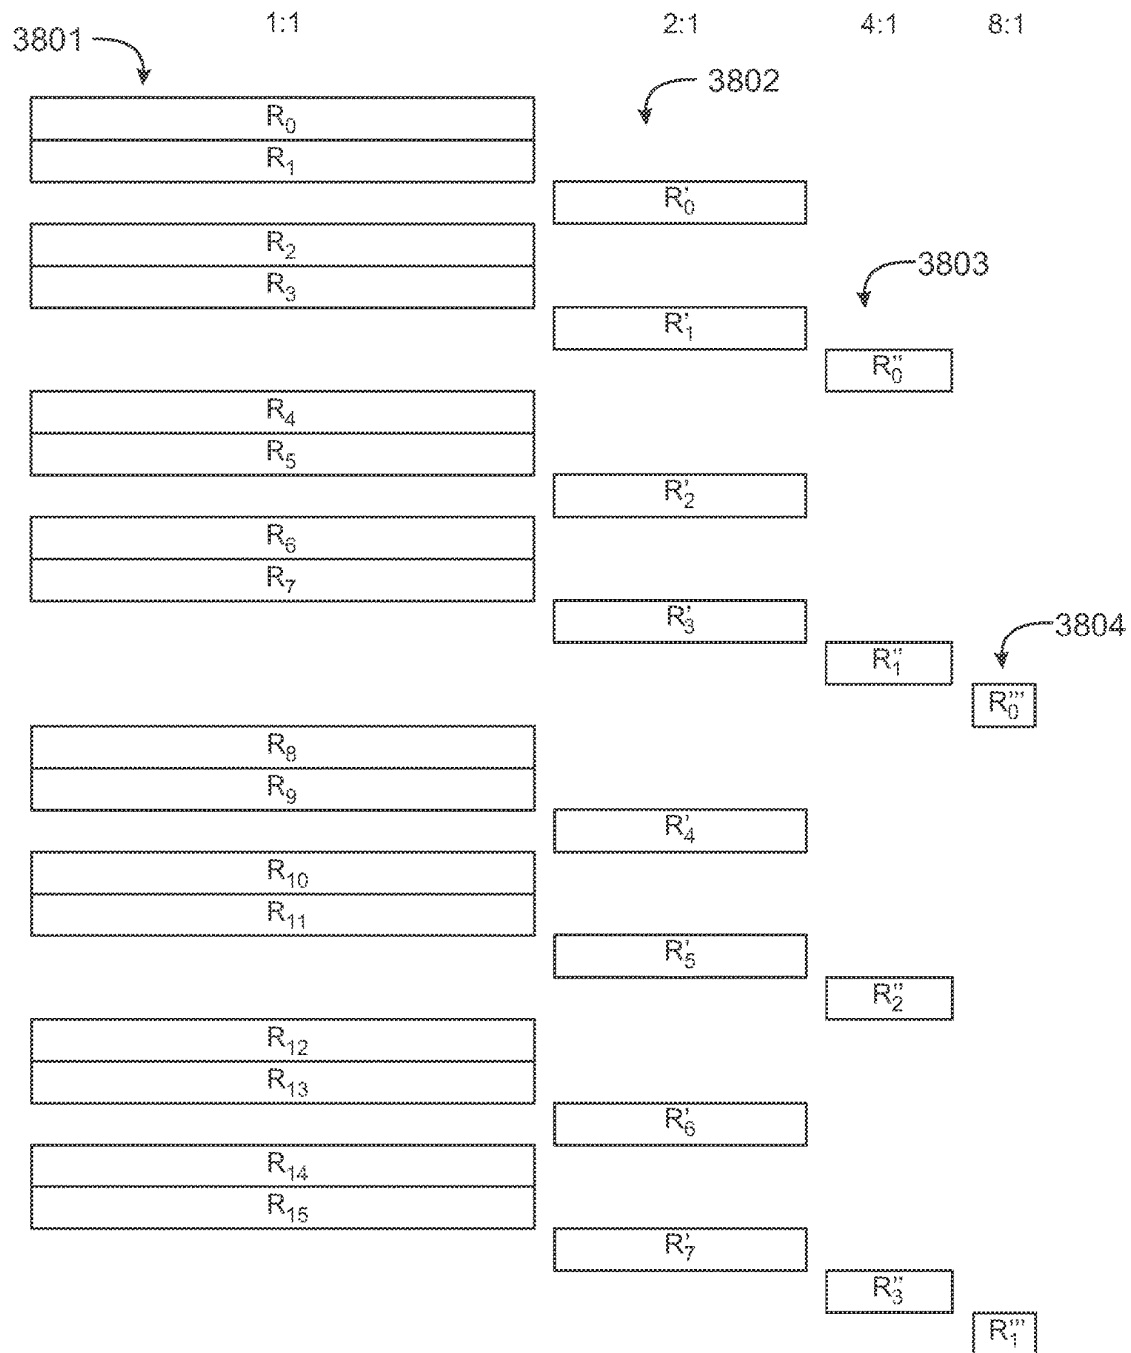 1:1 2:1 4:1 8:1
3801
3802
R₀
R₁
R'₀
R₂
3803
R₃
R'₁
R''₀
R₄
R₅
R'₂
R₆
R₇
R'₃
3804
R''₁
R'''₀
R₈
R₉
R'₄
R₁₀
R₁₁
R'₅
R''₂
R₁₂
R₁₃
R'₆
R₁₄
R₁₅
R'₇
R''₃
R'''₁